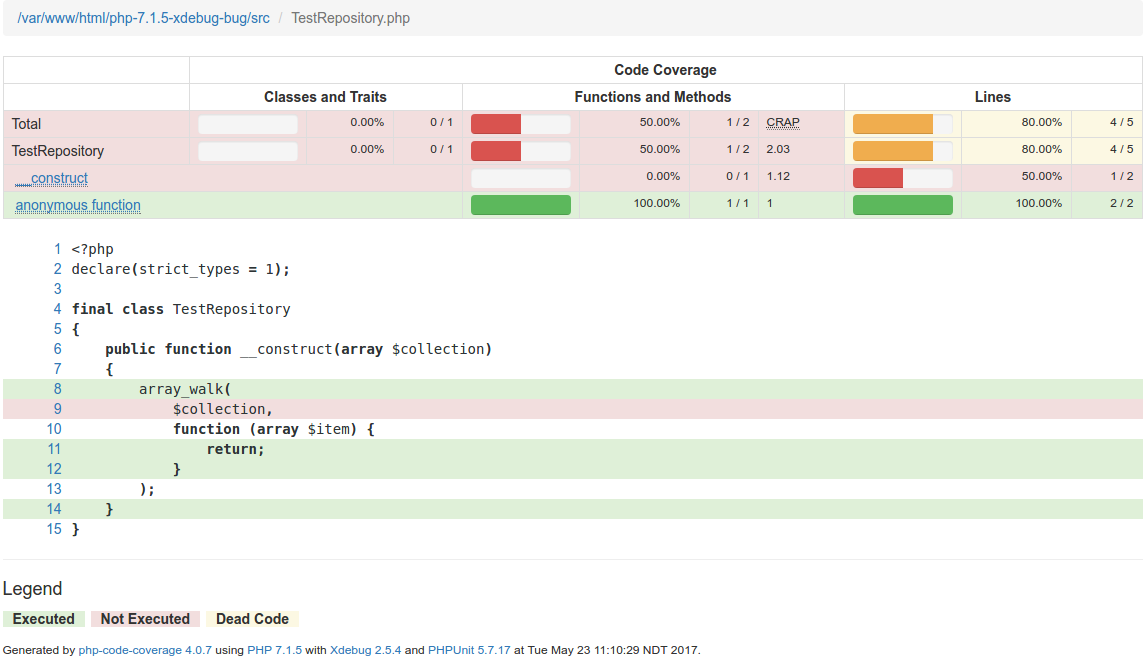 /var/www/html/php-7.1.5-xdebug-bug/src / TestRepository.php
Code Coverage
Classes and Traits Functions and Methods Lines
Total 0.00% 0 / 1 50.00% 1 / 2 CRAP 80.00% 4 / 5
TestRepository 0.00% 0 / 1 50.00% 1 / 2 2.03 80.00% 4 / 5
__construct 0.00% 0 / 1 1.12 50.00% 1 / 2
anonymous function 100.00% 1 / 1 1 100.00% 2 / 2
1 <?php
2 declare(strict_types = 1);
3
4 final class TestRepository
5 {
6     public function __construct(array $collection)
7     {
8         array_walk(
9             $collection,
10             function (array $item) {
11                 return;
12             }
13         );
14     }
15 }
Legend
Executed Not Executed Dead Code
Generated by php-code-coverage 4.0.7 using PHP 7.1.5 with Xdebug 2.5.4 and PHPUnit 5.7.17 at Tue May 23 11:10:29 NDT 2017.